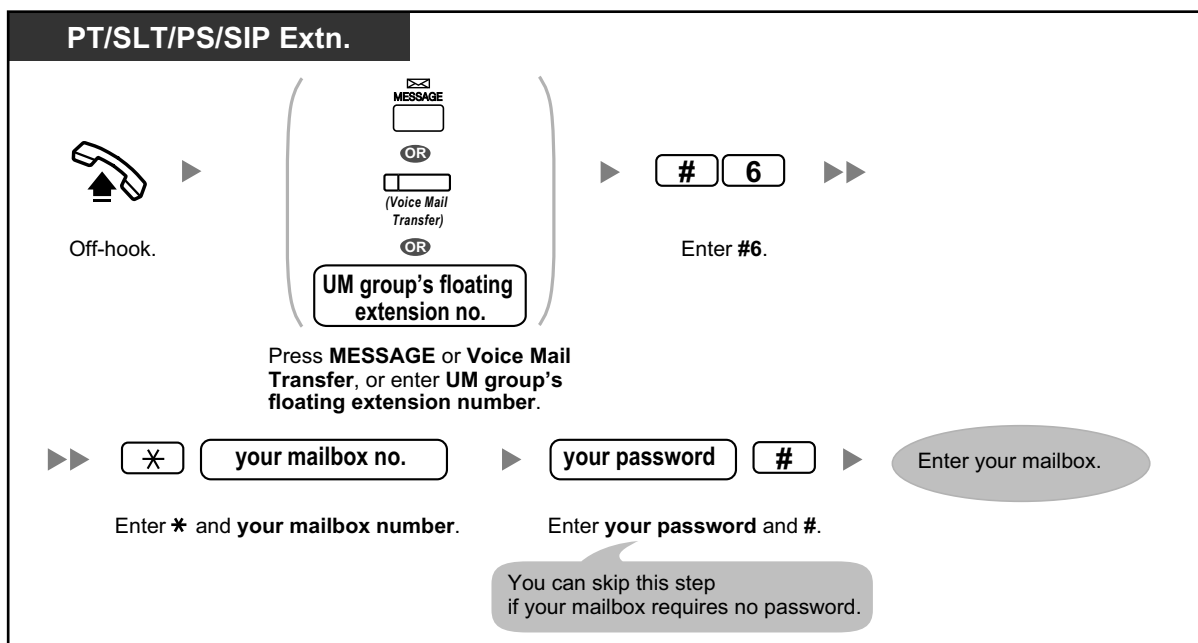 PT/SLT/PS/SIP Extn.
MESSAGE
OR
(Voice Mail
Transfer)
OR
UM group’s floating
extension no.
# 6
Off-hook.
Press MESSAGE or Voice Mail
Transfer, or enter UM group’s
floating extension number.
Enter #6.
* your mailbox no.
Enter * and your mailbox number.
your password #
Enter your password and #.
Enter your mailbox.
You can skip this step
if your mailbox requires no password.